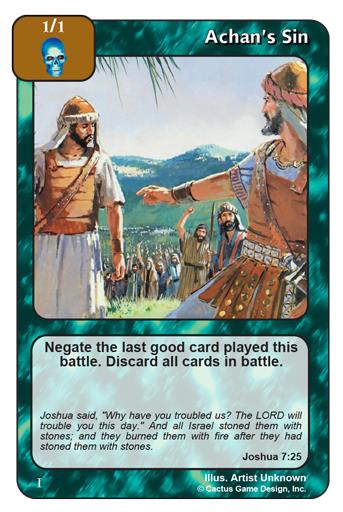 1/1
Achan's Sin
Negate the last good card played this
battle. Discard all cards in battle.
Joshua said, "Why have you troubled us? The LORD will
trouble you this day." And all Israel stoned them with
stones; and they burned them with fire after they had
stoned them with stones.
Joshua 7:25
Illus. Artist Unknown
I
© Cactus Game Design, Inc.